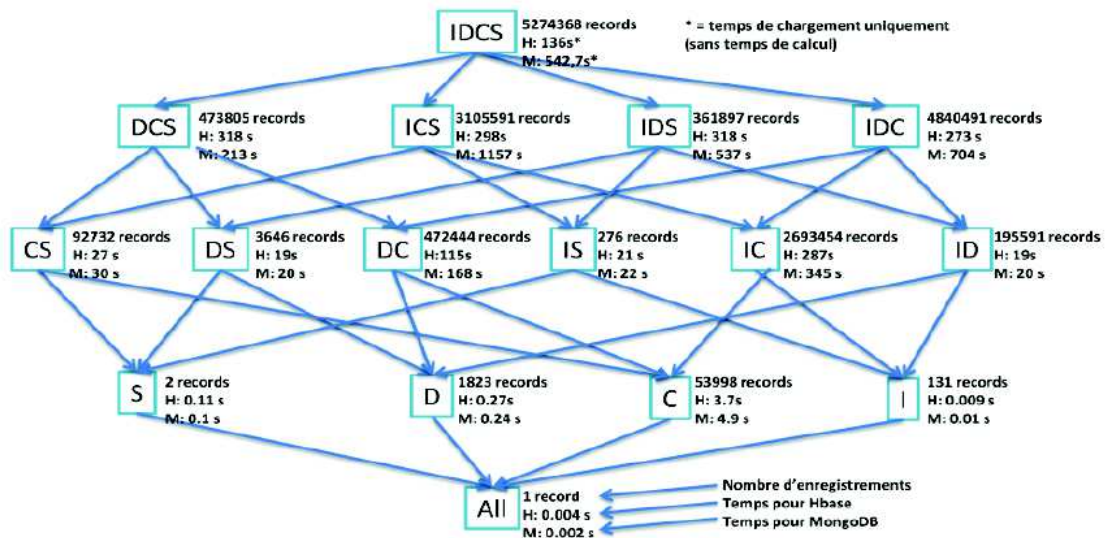 IDCS
5274368 records
H: 136s*
M: 542,7s*
* = temps de chargement uniquement
(sans temps de calcul)
DCS
473805 records
H: 318 s
M: 213 s
ICS
3105591 records
H: 298s
M: 1157 s
IDS
361897 records
H: 318 s
M: 537 s
IDC
4840491 records
H: 273 s
M: 704 s
CS
92732 records
H: 27 s
M: 30 s
DS
3646 records
H: 19s
M: 20 s
DC
472444 records
H: 115s
M: 168 s
IS
276 records
H: 21 s
M: 22 s
IC
2693454 records
H: 287s
M: 345 s
ID
195591 records
H: 19s
M: 20 s
S
2 records
H: 0.11 s
M: 0.1 s
D
1823 records
H: 0.27s
M: 0.24 s
C
53998 records
H: 3.7s
M: 4.9 s
I
131 records
H: 0.009 s
M: 0.01 s
All
1 record
H: 0.004 s
M: 0.002 s
Nombre d'enregistrements
Temps pour Hbase
Temps pour MongoDB